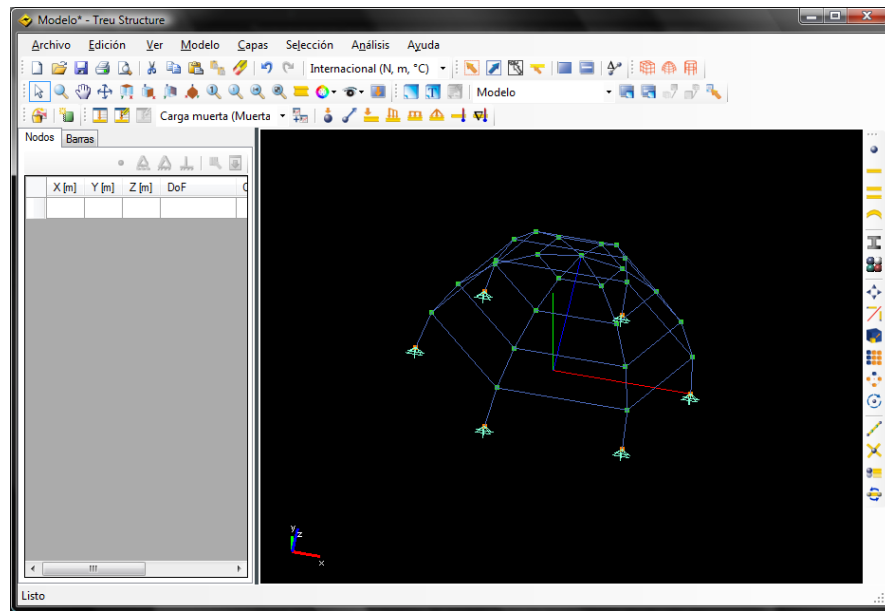 Modelo* - Treu Structure
Archivo Edición Ver Modelo Capas Selección Análisis Ayuda
Internacional (N, m, °C)
Modelo
Carga muerta (Muerta
Nodos Barras
X [m] Y [m] Z [m] DoF
y
z
x
Listo